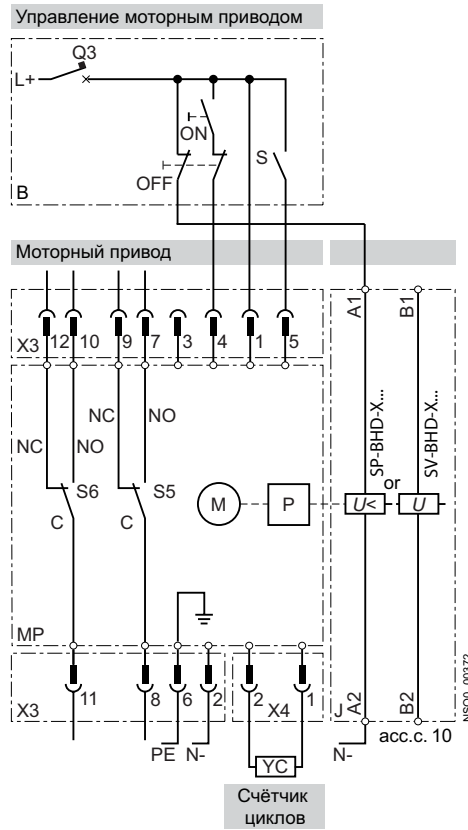 Управление моторным приводом
Q3
L+
ON
S
OFF
B
Моторный привод
X3 12 10 9 7 3 4 1 5
A1 B1
NC NO NC NO
SP-BHD-X...
SV-BHD-X...
or
S6 S5
M P U< U
C C
MP
X3 11 8 6 2 2 X4 1 J A2 B2
NSO0_00372
PE N- N- acc.c. 10
YC
Счётчик
циклов